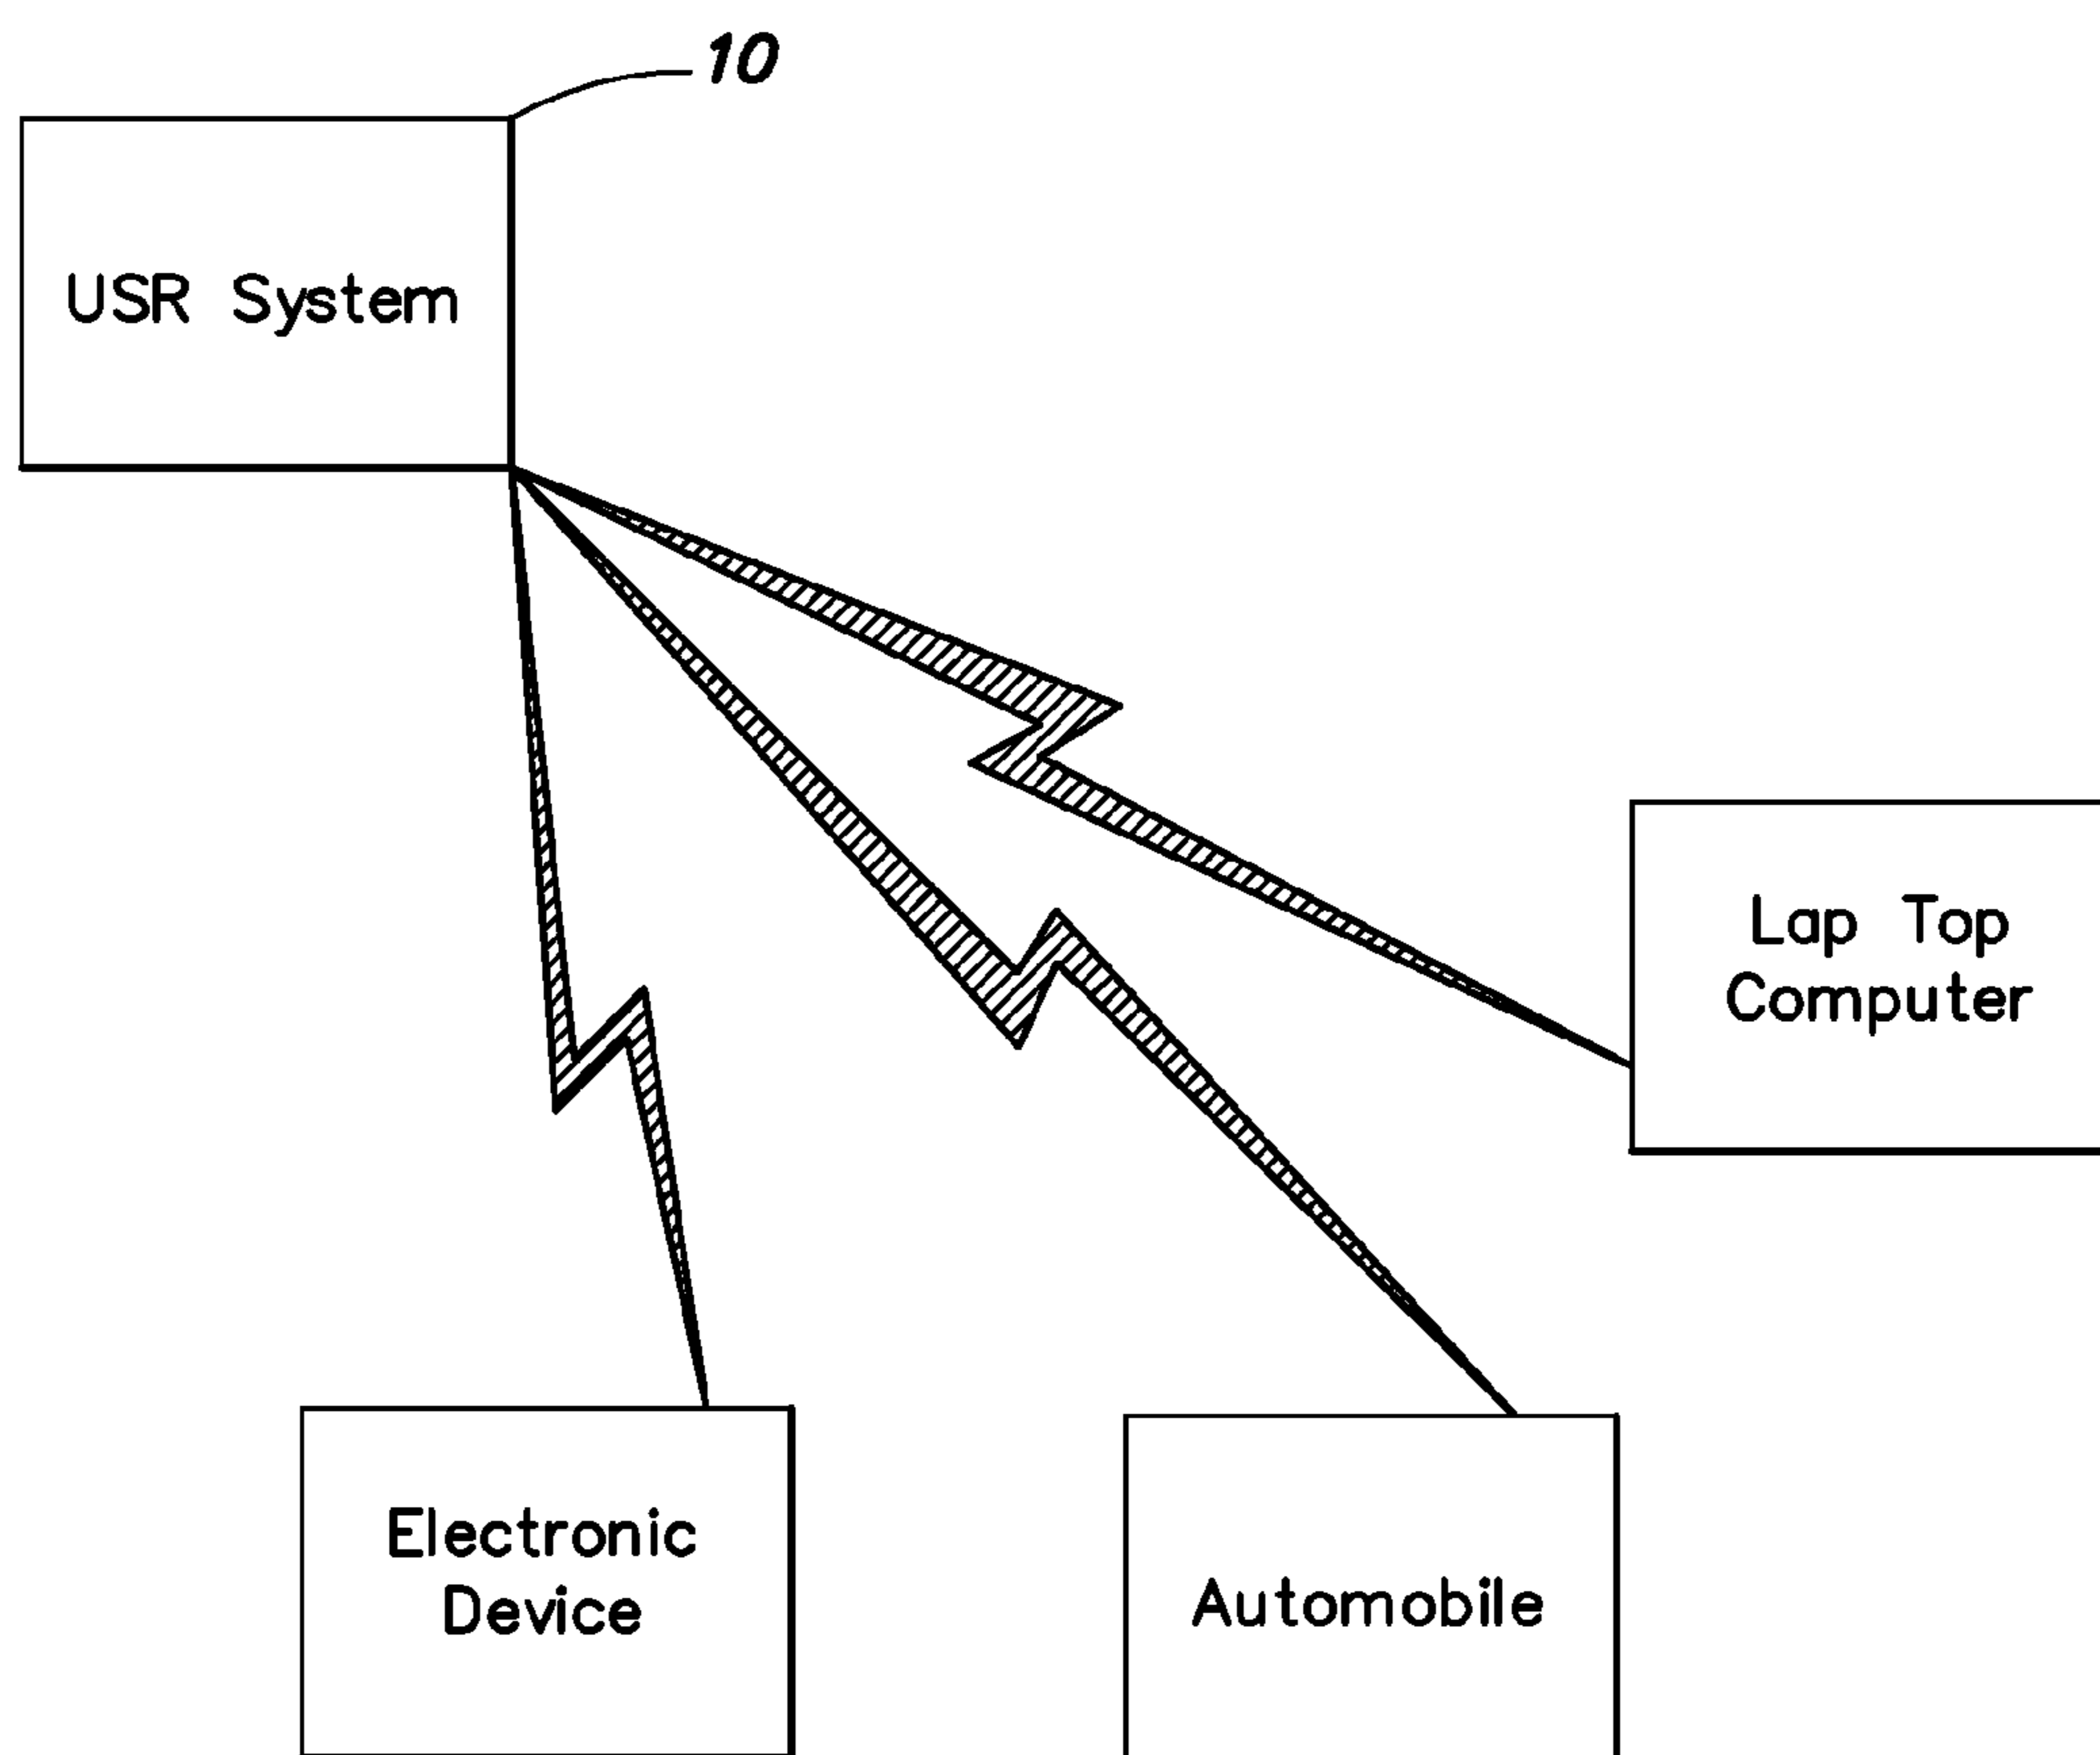 10
USR System
Lap Top
Computer
Electronic
Device
Automobile